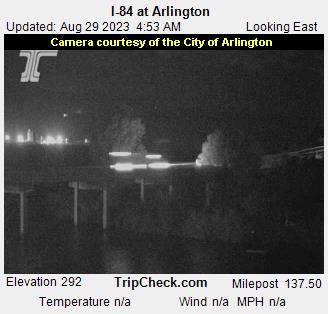 I-84 at Arlington
Updated: Aug 29 2023 4:53 AM Looking East
Camera courtesy of the City of Arlington
Elevation 292 TripCheck.com Milepost 137.50
Temperature n/a Wind n/a MPH n/a